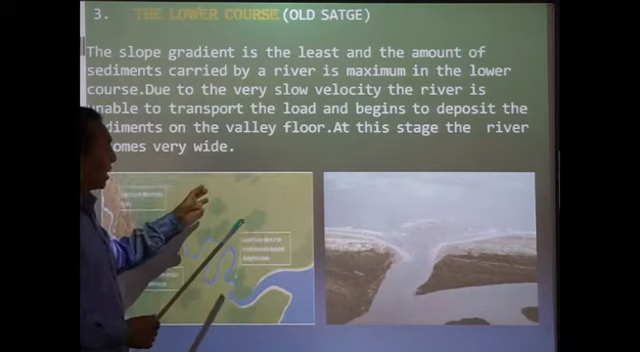 3. THE LOWER COURSE (OLD SATGE)
The slope gradient is the least and the amount of
sediments carried by a river is maximum in the lower
course.Due to the very slow velocity the river is
unable to transport the load and begins to deposit the
diments on the valley floor.At this stage the river
omes very wide.